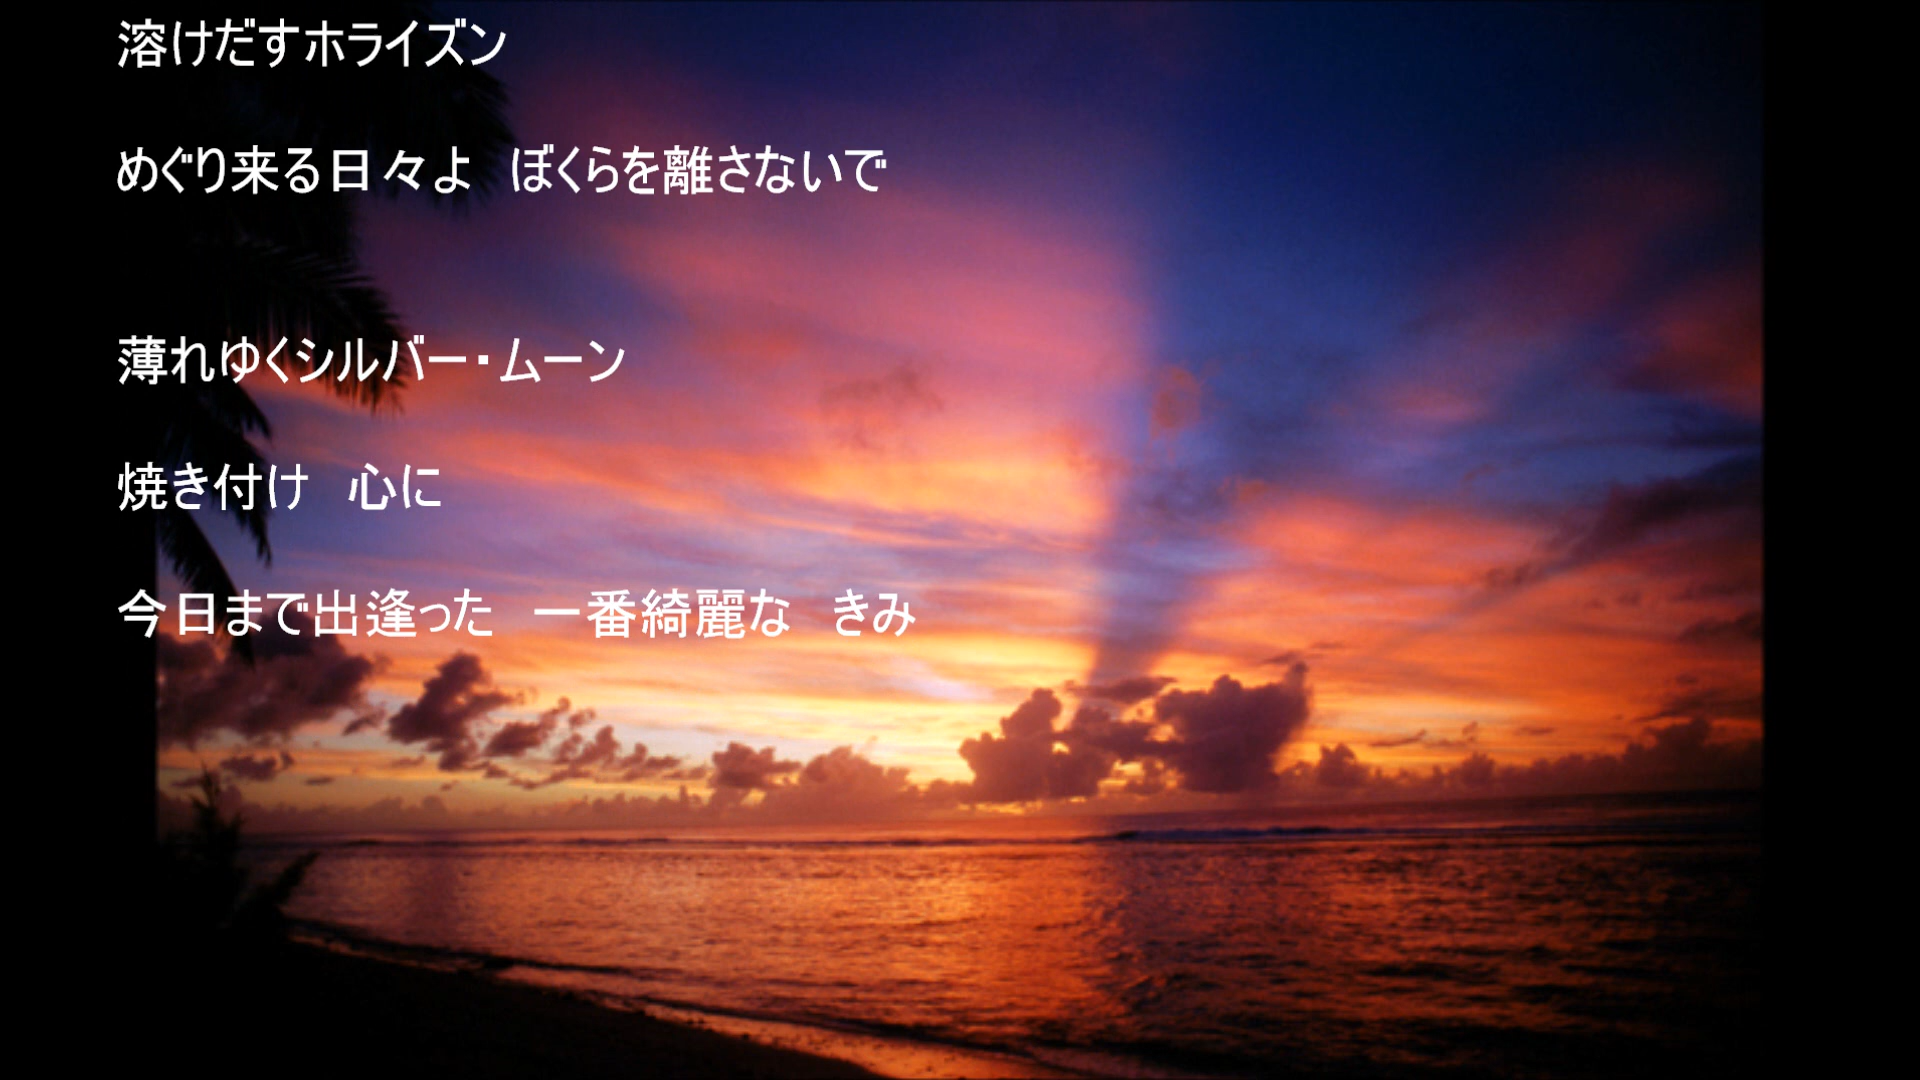 溶けだすホライズン
めぐり来る日々よ　ぼくらを離さないで
薄れゆくシルバー・ムーン
焼き付け　心に
今日まで出逢った　一番綺麗な　きみ